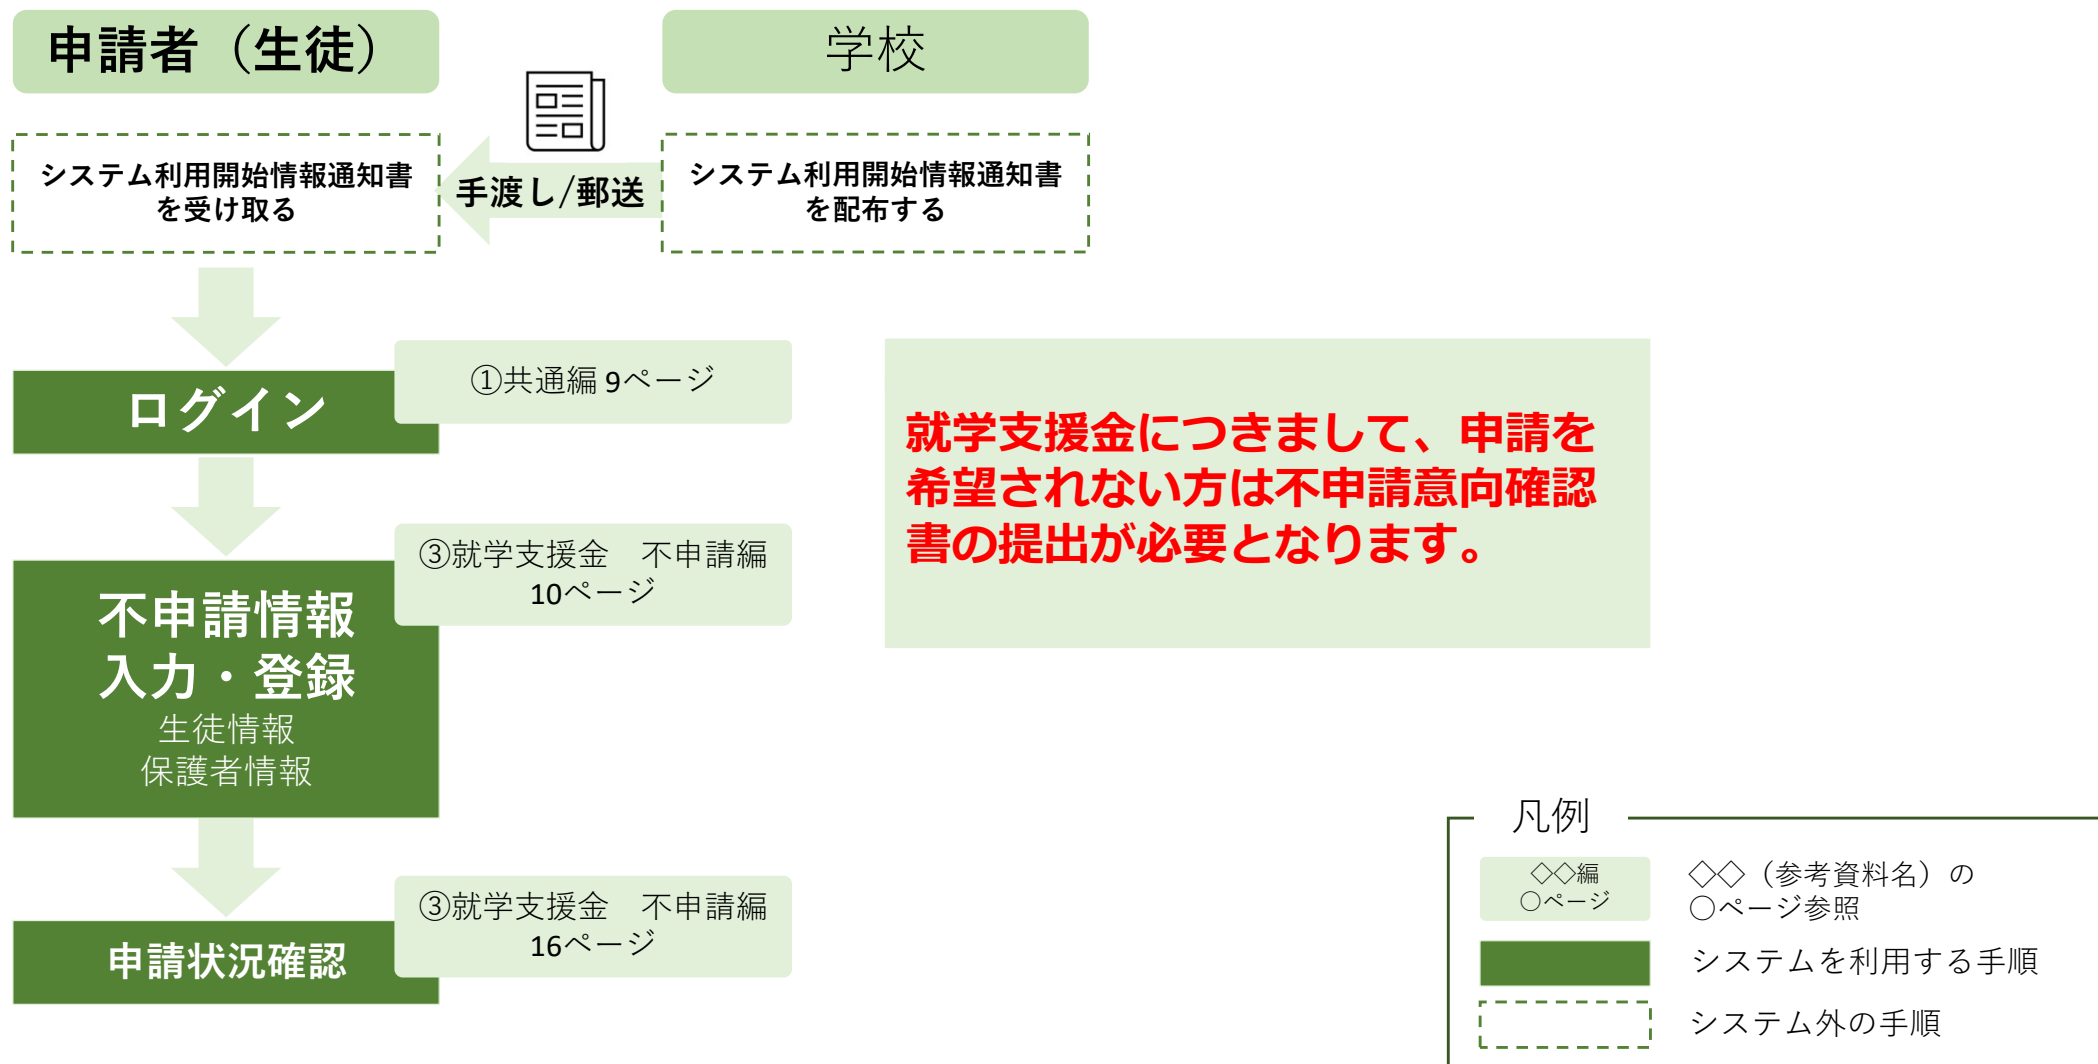 申請者（生徒）
学校
システム利用開始情報通知書
を受け取る
手渡し/郵送
システム利用開始情報通知書
を配布する
ログイン
①共通編 9ページ
不申請情報
入力・登録
生徒情報
保護者情報
③就学支援金　不申請編
10ページ
申請状況確認
③就学支援金　不申請編
16ページ
就学支援金につきまして、申請を
希望されない方は不申請意向確認
書の提出が必要となります。
凡例
◇◇編
○ページ
◇◇（参考資料名）の
○ページ参照
システムを利用する手順
システム外の手順